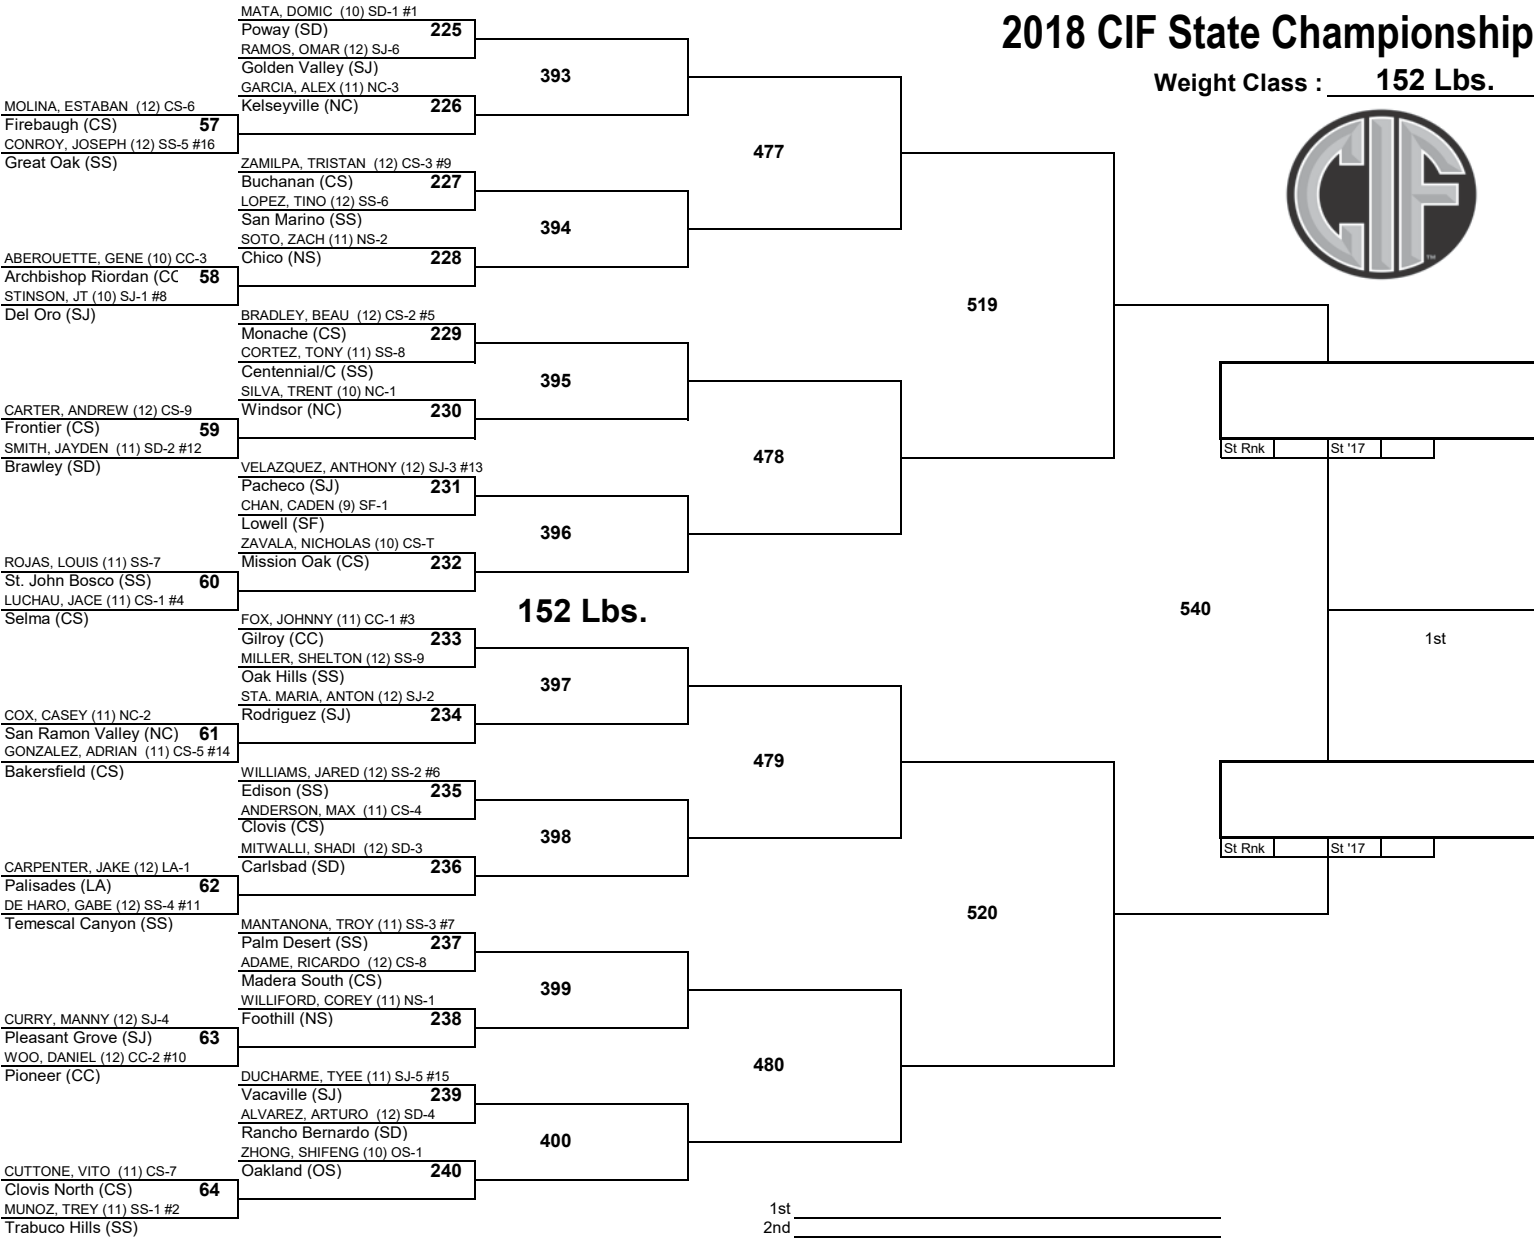 2018 CIF State Championship
Weight Class : 152 Lbs.
CIF
TM
MOLINA, ESTABAN (12) CS-6
Firebaugh (CS) 57
CONROY, JOSEPH (12) SS-5 #16
Great Oak (SS)
ABEROUETTE, GENE (10) CC-3
Archbishop Riordan (CC 58
STINSON, JT (10) SJ-1 #8
Del Oro (SJ)
CARTER, ANDREW (12) CS-9
Frontier (CS) 59
SMITH, JAYDEN (11) SD-2 #12
Brawley (SD)
ROJAS, LOUIS (11) SS-7
St. John Bosco (SS) 60
LUCHAU, JACE (11) CS-1 #4
Selma (CS)
COX, CASEY (11) NC-2
San Ramon Valley (NC) 61
GONZALEZ, ADRIAN (11) CS-5 #14
Bakersfield (CS)
CARPENTER, JAKE (12) LA-1
Palisades (LA) 62
DE HARO, GABE (12) SS-4 #11
Temescal Canyon (SS)
CURRY, MANNY (12) SJ-4
Pleasant Grove (SJ) 63
WOO, DANIEL (12) CC-2 #10
Pioneer (CC)
CUTTONE, VITO (11) CS-7
Clovis North (CS) 64
MUNOZ, TREY (11) SS-1 #2
Trabuco Hills (SS)
MATA, DOMIC (10) SD-1 #1
Poway (SD) 225
RAMOS, OMAR (12) SJ-6
Golden Valley (SJ)
GARCIA, ALEX (11) NC-3
Kelseyville (NC) 226
ZAMILPA, TRISTAN (12) CS-3 #9
Buchanan (CS) 227
LOPEZ, TINO (12) SS-6
San Marino (SS)
SOTO, ZACH (11) NS-2
Chico (NS) 228
BRADLEY, BEAU (12) CS-2 #5
Monache (CS) 229
CORTEZ, TONY (11) SS-8
Centennial/C (SS)
SILVA, TRENT (10) NC-1
Windsor (NC) 230
VELAZQUEZ, ANTHONY (12) SJ-3 #13
Pacheco (SJ) 231
CHAN, CADEN (9) SF-1
Lowell (SF)
ZAVALA, NICHOLAS (10) CS-T
Mission Oak (CS) 232
FOX, JOHNNY (11) CC-1 #3
Gilroy (CC) 233
MILLER, SHELTON (12) SS-9
Oak Hills (SS)
STA. MARIA, ANTON (12) SJ-2
Rodriguez (SJ) 234
WILLIAMS, JARED (12) SS-2 #6
Edison (SS) 235
ANDERSON, MAX (11) CS-4
Clovis (CS)
MITWALLI, SHADI (12) SD-3
Carlsbad (SD) 236
MANTANONA, TROY (11) SS-3 #7
Palm Desert (SS) 237
ADAME, RICARDO (12) CS-8
Madera South (CS)
WILLIFORD, COREY (11) NS-1
Foothill (NS) 238
DUCHARME, TYEE (11) SJ-5 #15
Vacaville (SJ) 239
ALVAREZ, ARTURO (12) SD-4
Rancho Bernardo (SD)
ZHONG, SHIFENG (10) OS-1
Oakland (OS) 240
393
394
395
396
152 Lbs.
397
398
399
400
477
478
479
480
519
520
540
St Rnk St '17
1st
St Rnk St '17
1st
2nd